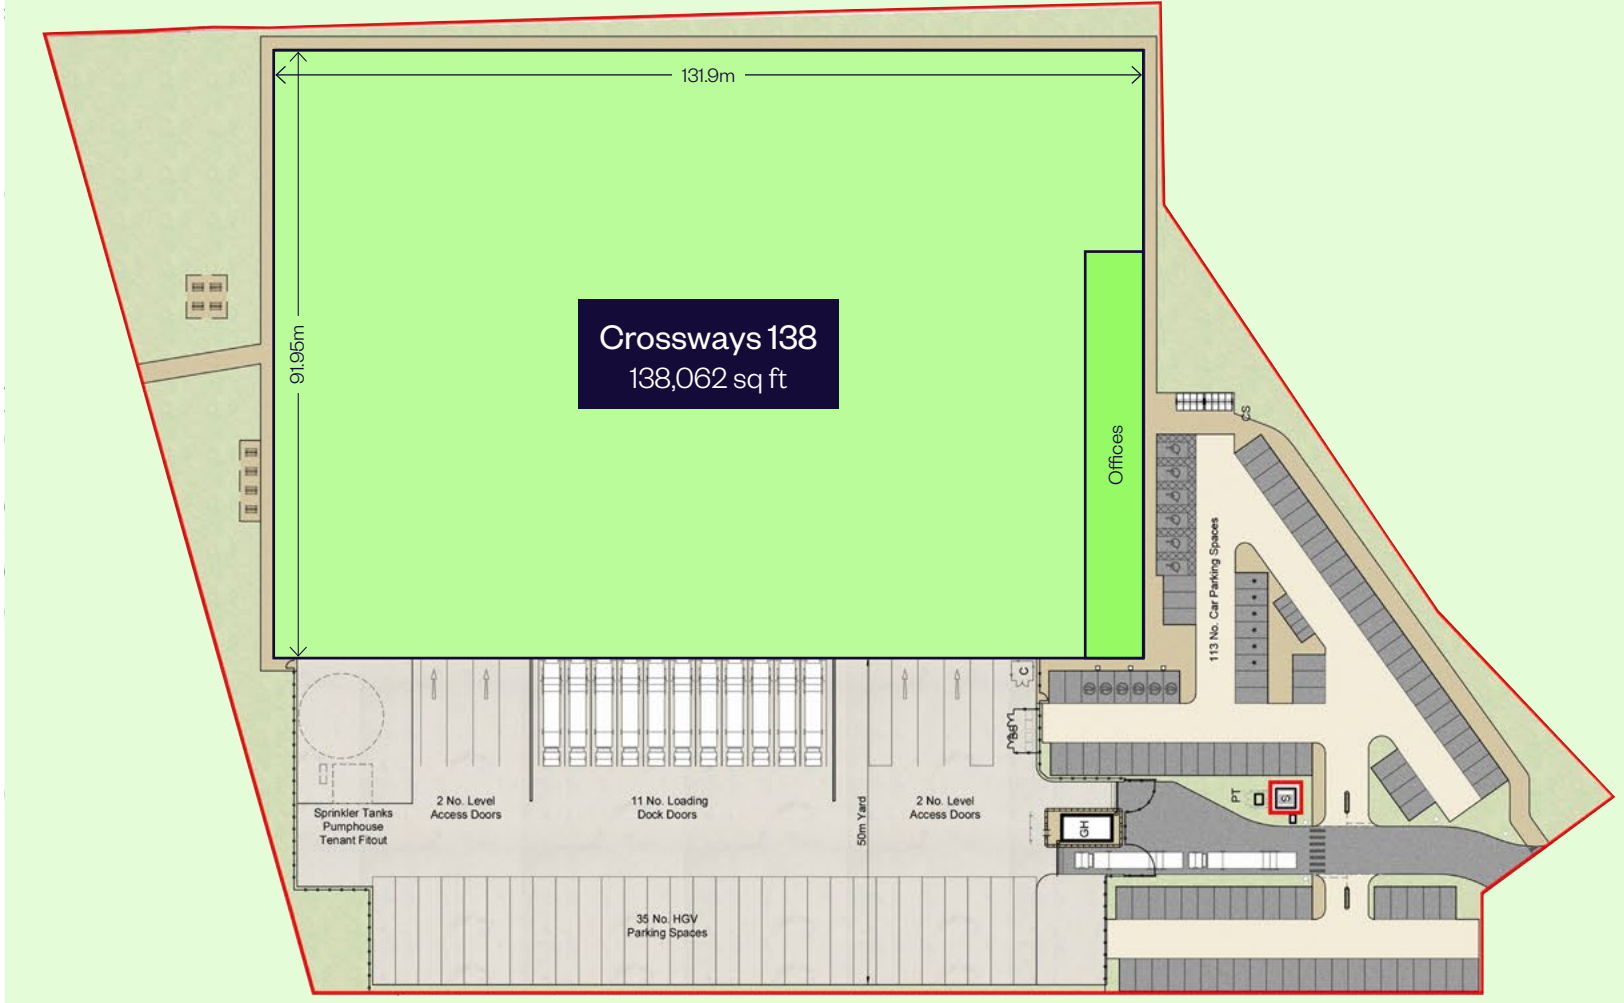 131.9m
91.95m
Crossways 138
138,062 sq ft
Offices
CS
113 No. Car Parking Spaces
C
2 No. Level
Access Doors
11 No. Loading
Dock Doors
2 No. Level
Access Doors
Sprinkler Tanks
Pumphouse
Tenant Fitout
50m Yard
GH
PT
S
35 No. HGV
Parking Spaces